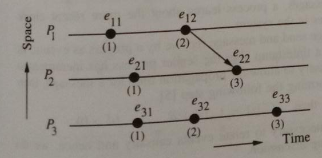 Space
P1
e11
(1)
e12
(2)
P2
e21
(1)
e22
(3)
P3
e31
(1)
e32
(2)
e33
(3)
Time